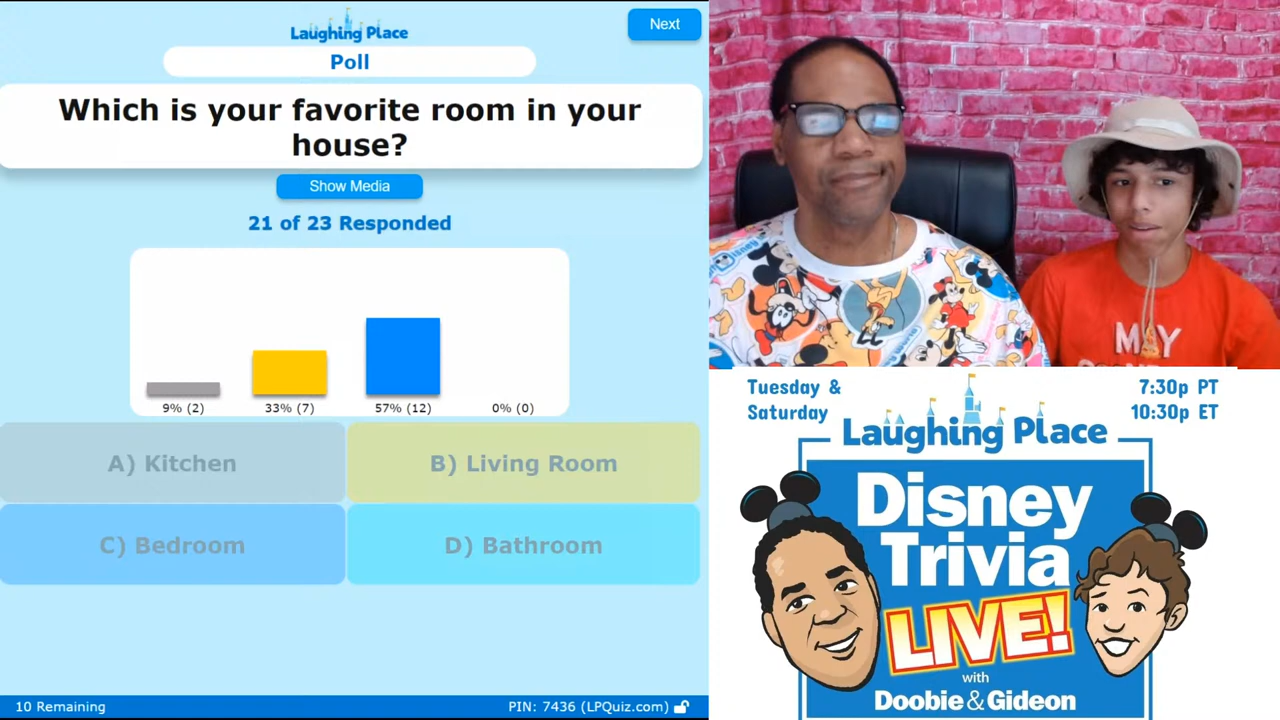 Laughing Place
Next
Poll
Which is your favorite room in your
house?
Show Media
21 of 23 Responded
9% (2)
33% (7)
57% (12)
0% (0)
A) Kitchen
B) Living Room
C) Bedroom
D) Bathroom
10 Remaining
PIN: 7436 (LPQuiz.com)
MAY
Tuesday &
Saturday
7:30p PT
10:30p ET
Laughing Place
Disney
Trivia
LIVE!
with
Doobie & Gideon